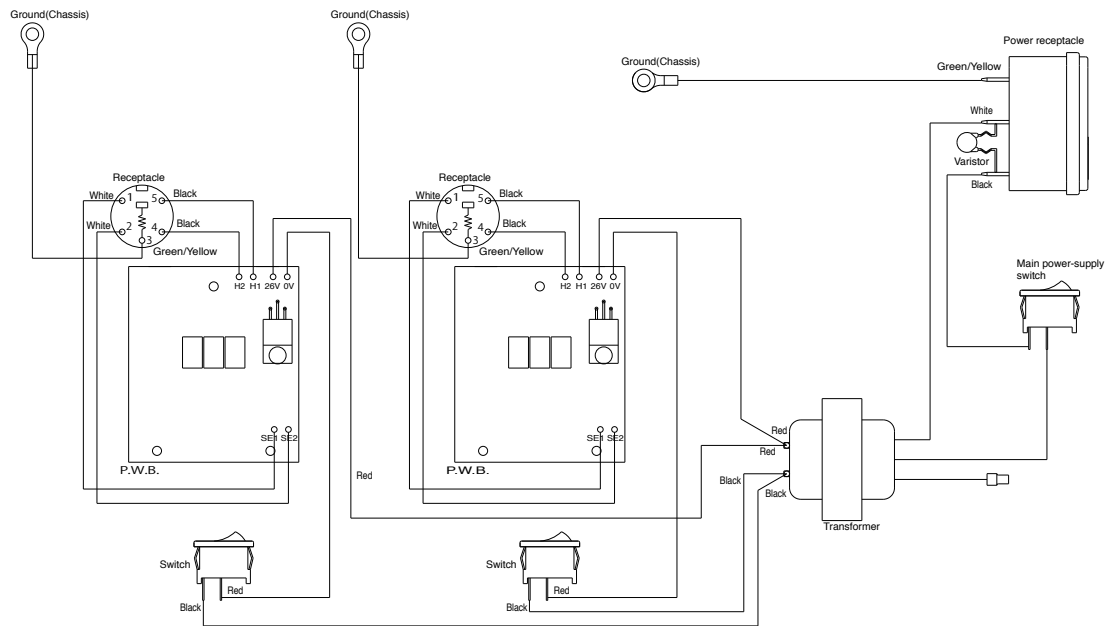 Ground(Chassis)
Ground(Chassis)
Power receptacle
Ground(Chassis)
Green/Yellow
White
Varistor
Black
Receptacle
White 1 5 Black
White 2 4 Black
3
Green/Yellow
H2 H1 26V 0V
SE1 SE2
P.W.B.
Receptacle
White 1 5 Black
White 2 4 Black
3
Green/Yellow
H2 H1 26V 0V
SE1 SE2
P.W.B.
Main power-supply
switch
Red
Red
Red
Black
Black
Transformer
Switch
Red
Black
Switch
Red
Black